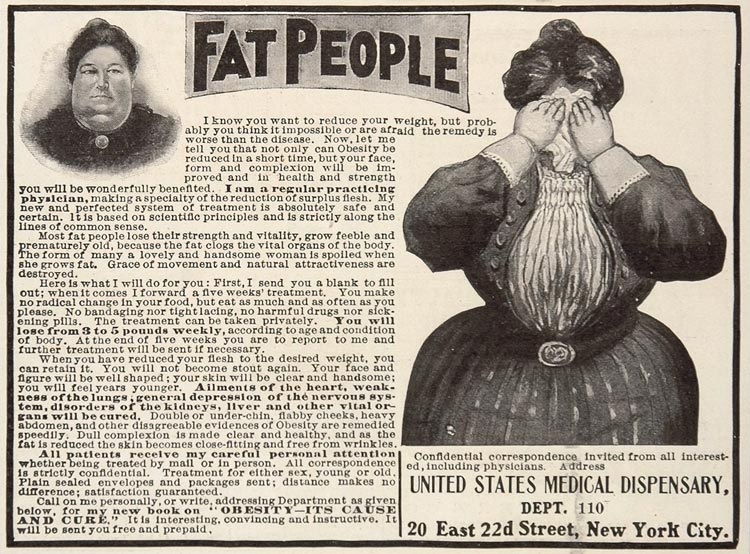 FAT PEOPLE
I know you want to reduce your weight, but prob-
ably you think it impossible or are afraid the remedy is
worse than the disease. Now, let me
tell you that not only can Obesity be
reduced in a short time, but your face,
form and complexion will be im-
proved and in health and strength
you will be wonderfully benefited. I am a regular practicing
physician, making a specialty of the reduction of surplus flesh. My
new and perfected system of treatment is absolutely safe and
certain. It is based on scientific principles and is strictly along the
lines of common sense.
Most fat people lose their strength and vitality, grow feeble and
prematurely old, because the fat clogs the vital organs of the body.
The form of many a lovely and handsome woman is spoiled when
she grows fat. Grace of movement and natural attractiveness are
destroyed.
Here is what I will do for you: First, I send you a blank to fill
out; when it comes I forward a five weeks' treatment. You make
no radical change in your food, but eat as much and as often as you
please. No bandaging nor tight lacing, no harmful drugs nor sick-
ening pills. The treatment can be taken privately. You will
lose from 3 to 5 pounds weekly, according to age and condition
of body. At the end of five weeks you are to report to me and
further treatment will be sent if necessary.
When you have reduced your flesh to the desired weight, you
can retain it. You will not become stout again. Your face and
figure will be well shaped; your skin will be clear and handsome;
you will feel years younger. Ailments of the heart, weak-
ness of the lungs, general depression of the nervous sys-
tem, disorders of the kidneys, liver and other vital or-
gans will be cured. Double or under-chin, flabby cheeks, heavy
abdomen, and other disagreeable evidences of Obesity are remedied
speedily. Dull complexion is made clear and healthy, and as the
fat is reduced the skin becomes close-fitting and free from wrinkles.
All patients receive my careful personal attention
whether being treated by mail or in person. All correspondence
is strictly confidential. Treatment for either sex, young or old.
Plain sealed envelopes and packages sent; distance makes no
difference; satisfaction guaranteed.
Call on me personally, or write, addressing Department as given
below, for my new book on "OBESITY—ITS CAUSE
AND CURE." It is interesting, convincing and instructive. It
will be sent you free and prepaid.
Confidential correspondence invited from all interest-
ed, including physicians. Address
UNITED STATES MEDICAL DISPENSARY,
DEPT. 110
20 East 22d Street, New York City.